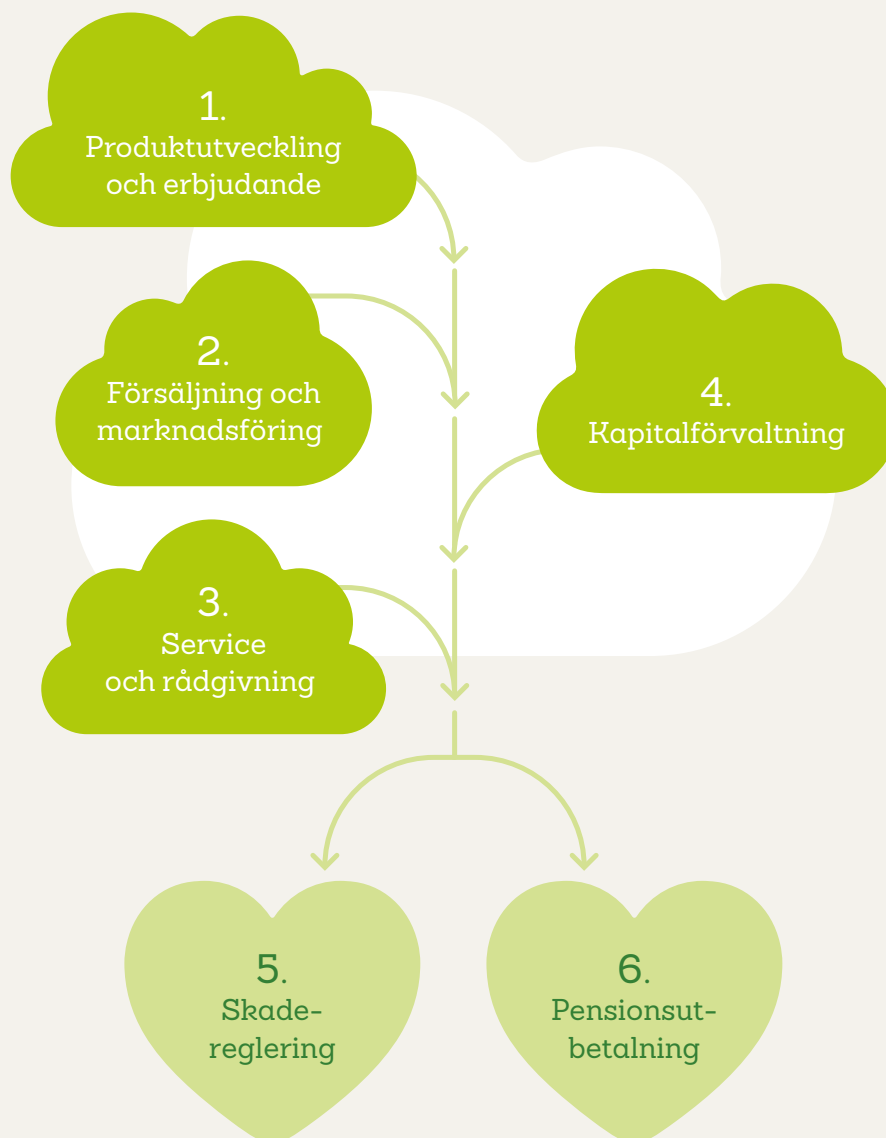 1.
Produktutveckling
och erbjudande
2.
Försäljning och
marknadsföring
3.
Service
och rådgivning
4.
Kapitalförvaltning
5.
Skade-
reglering
6.
Pensionsut-
betalning